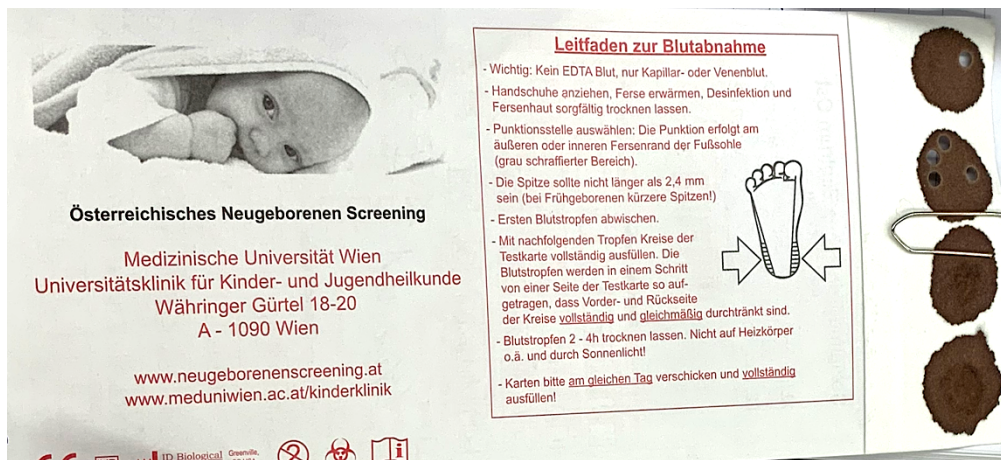 Österreichisches Neugeborenen Screening
Medizinische Universität Wien
Universitätsklinik für Kinder- und Jugendheilkunde
Währinger Gürtel 18-20
A - 1090 Wien
www.neugeborenenscreening.at
www.meduniwien.ac.at/kinderklinik
ID Biological
Greenville,
Leitfaden zur Blutabnahme
- Wichtig: Kein EDTA Blut, nur Kapillar- oder Venenblut.
- Handschuhe anziehen, Ferse erwärmen, Desinfektion und
Fersenhaut sorgfältig trocknen lassen.
- Punktionsstelle auswählen: Die Punktion erfolgt am
äußeren oder inneren Fersenrand der Fußsohle
(grau schraffierter Bereich).
- Die Spitze sollte nicht länger als 2,4 mm
sein (bei Frühgeborenen kürzere Spitzen!)
- Ersten Blutstropfen abwischen.
- Mit nachfolgenden Tropfen Kreise der
Testkarte vollständig ausfüllen. Die
Blutstropfen werden in einem Schritt
von einer Seite der Testkarte so auf-
getragen, dass Vorder- und Rückseite
der Kreise vollständig und gleichmäßig durchtränkt sind.
- Blutstropfen 2 - 4h trocknen lassen. Nicht auf Heizkörper
o.ä. und durch Sonnenlicht!
- Karten bitte am gleichen Tag verschicken und vollständig
ausfüllen!